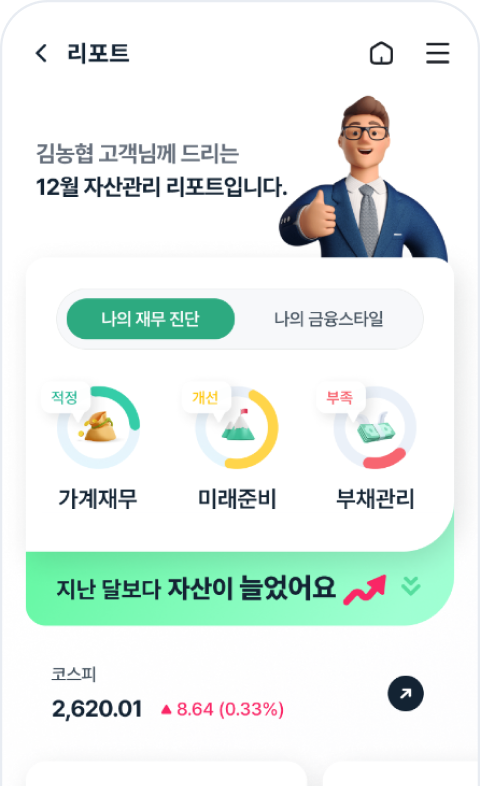 리포트
김농협 고객님께 드리는
12월 자산관리 리포트입니다.
나의 재무 진단
나의 금융스타일
적정
개선
부족
가계재무
미래준비
부채관리
지난 달보다 자산이 늘었어요
코스피
2,620.01 ▲ 8.64 (0.33%)